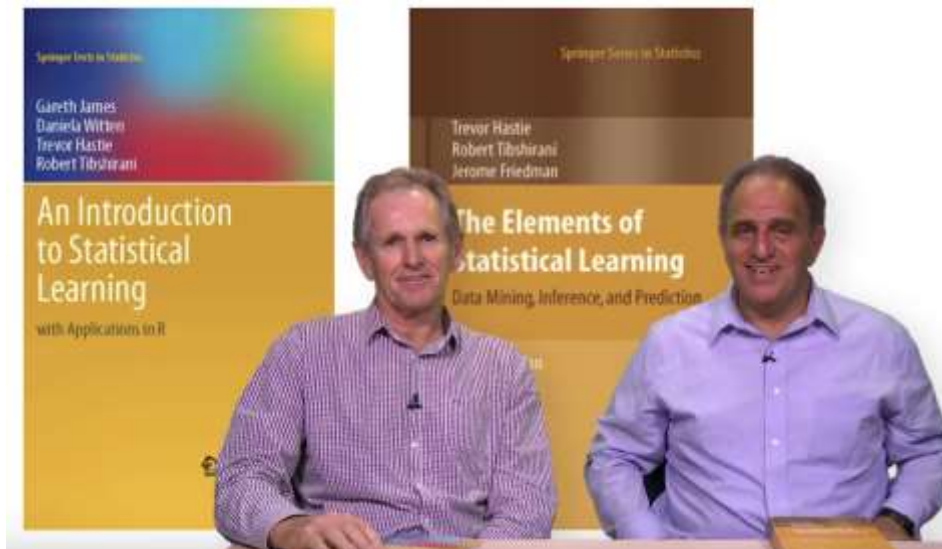 Springer Texts in Statistics
Gareth James
Daniela Witten
Trevor Hastie
Robert Tibshirani
An Introduction
to Statistical
Learning
with Applications in R
Springer Series in Statistics
Trevor Hastie
Robert Tibshirani
Jerome Friedman
The Elements of
Statistical Learning
Data Mining, Inference, and Prediction